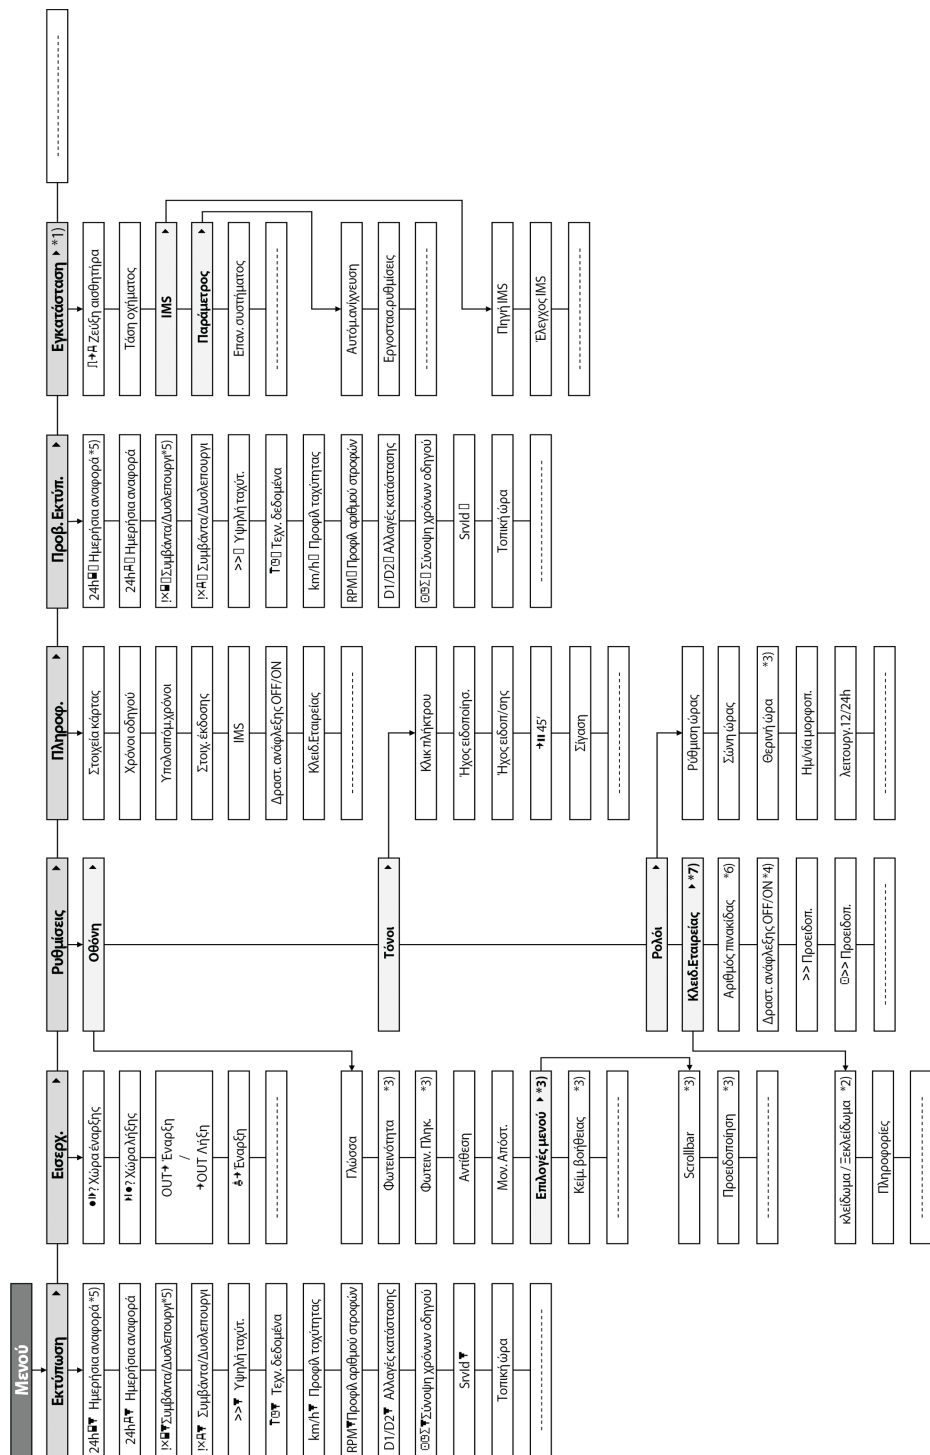 Μενού
Εκτύπωση
24h Ημερήσια αναφορά *5)
24h Ημερήσια αναφορά
!× Συμβάντα/Δυσλεπουργι*5)
!× Συμβάντα/Δυσλεπουργι
>> Υψηλή ταχύτ.
Τεχν. δεδομένα
km/h Προφίλ ταχύτητας
RPM Προφίλ αριθμού στροφών
D1/D2 Αλλαγές κατάστασης
Σ Σύνοψη χρόνων οδηγού
Srvld
Τοπική ώρα
Εισερχ.
? Χώρα έναρξης
? Χώρα λήξης
OUT Έναρξη
/
OUT Λήξη
Έναρξη
Γλώσσα
Φωτεινότητα *3)
Φωτειν. Πληκ. *3)
Αντίθεση
Μον. Απόστ.
Επιλογές μενού *3)
Κείμ. βοήθειας *3)
Scrollbar *3)
Προειδοποίηση *3)
κλείδωμα / Ξεκλείδωμα *2)
Πληροφορίες
Ρυθμίσεις
Οθόνη
Τόνοι
Ρολόι
Κλειδ.Εταιρείας *7)
Αριθμός πινακίδας *6)
Δραστ. ανάφλεξης OFF/ON *4)
>> Προειδοπ.
>> Προειδοπ.
Πληροφ.
Στοιχεία κάρτας
Χρόνοι οδηγού
Υπολοιπόμ.χρόνοι
Στοιχ. έκδοσης
IMS
Δραστ. ανάφλεξης OFF/ON
Κλειδ.Εταιρείας
Κλικ πλήκτρου
Ήχος ειδοποίησ.
Ήχος ειδοπ/σης
45'
Σίγαση
Ρύθμιση ώρας
Ζώνη ώρας
Θερινή ώρα *3)
Ημ/νία μορφοπ.
λειτουργ.12/24h
Προβ. Εκτύπ.
24h Ημερήσια αναφορά *5)
24h Ημερήσια αναφορά
!× Συμβάντα/Δυσλεπουργι*5)
!× Συμβάντα/Δυσλεπουργι
>> Υψηλή ταχύτ.
Τεχν. δεδομένα
km/h Προφίλ ταχύτητας
RPM Προφίλ αριθμού στροφών
D1/D2 Αλλαγές κατάστασης
Σ Σύνοψη χρόνων οδηγού
Srvld
Τοπική ώρα
Εγκατάσταση *1)
Ζεύξη αισθητήρα
Τάση οχήματος
IMS
Παράμετρος
Επαν. συστήματος
Αυτόμ.ανίχνευση
Εργοστασ.ρυθμίσεις
Πηγή IMS
Έλεγχος IMS